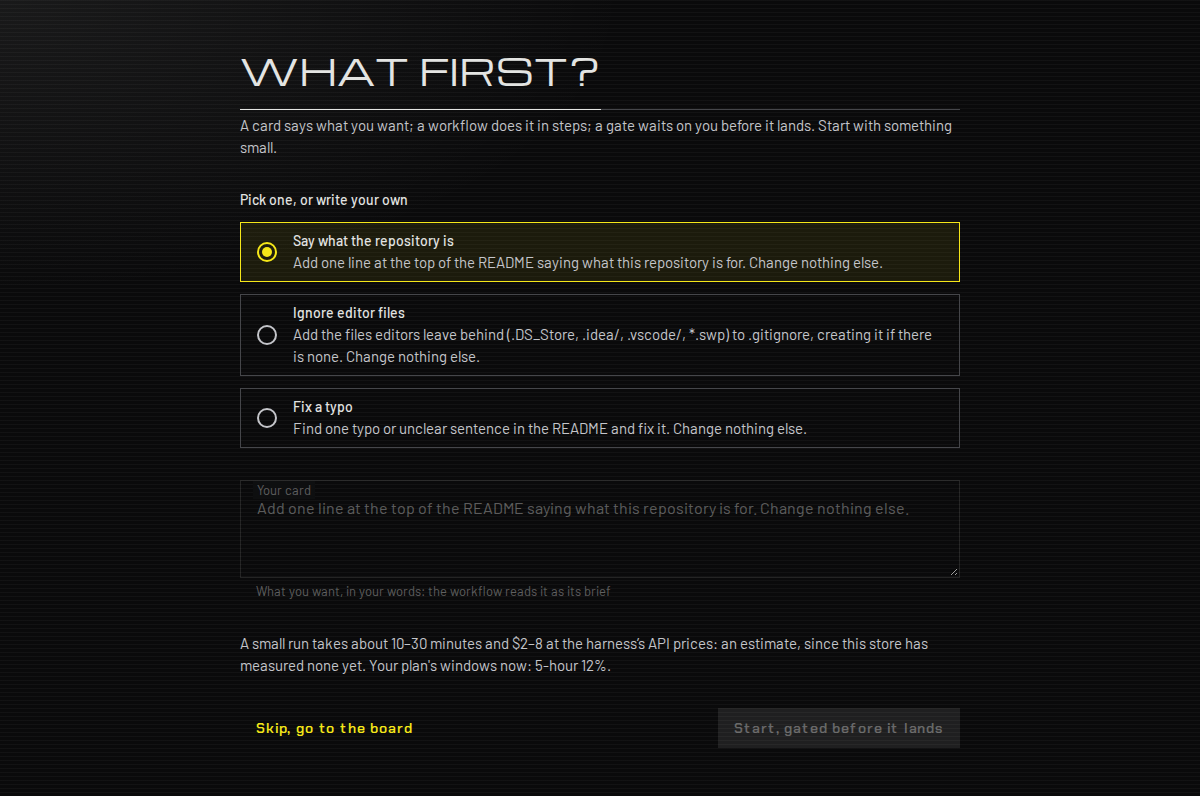 WHAT FIRST?
A card says what you want; a workflow does it in steps; a gate waits on you before it lands. Start with something
small.
Pick one, or write your own
Say what the repository is
Add one line at the top of the README saying what this repository is for. Change nothing else.
Ignore editor files
Add the files editors leave behind (.DS_Store, .idea/, .vscode/, *.swp) to .gitignore, creating it if there
is none. Change nothing else.
Fix a typo
Find one typo or unclear sentence in the README and fix it. Change nothing else.
Your card
Add one line at the top of the README saying what this repository is for. Change nothing else.
What you want, in your words: the workflow reads it as its brief
A small run takes about 10–30 minutes and $2–8 at the harness's API prices: an estimate, since this store has
measured none yet. Your plan's windows now: 5-hour 12%.
Skip, go to the board
Start, gated before it lands